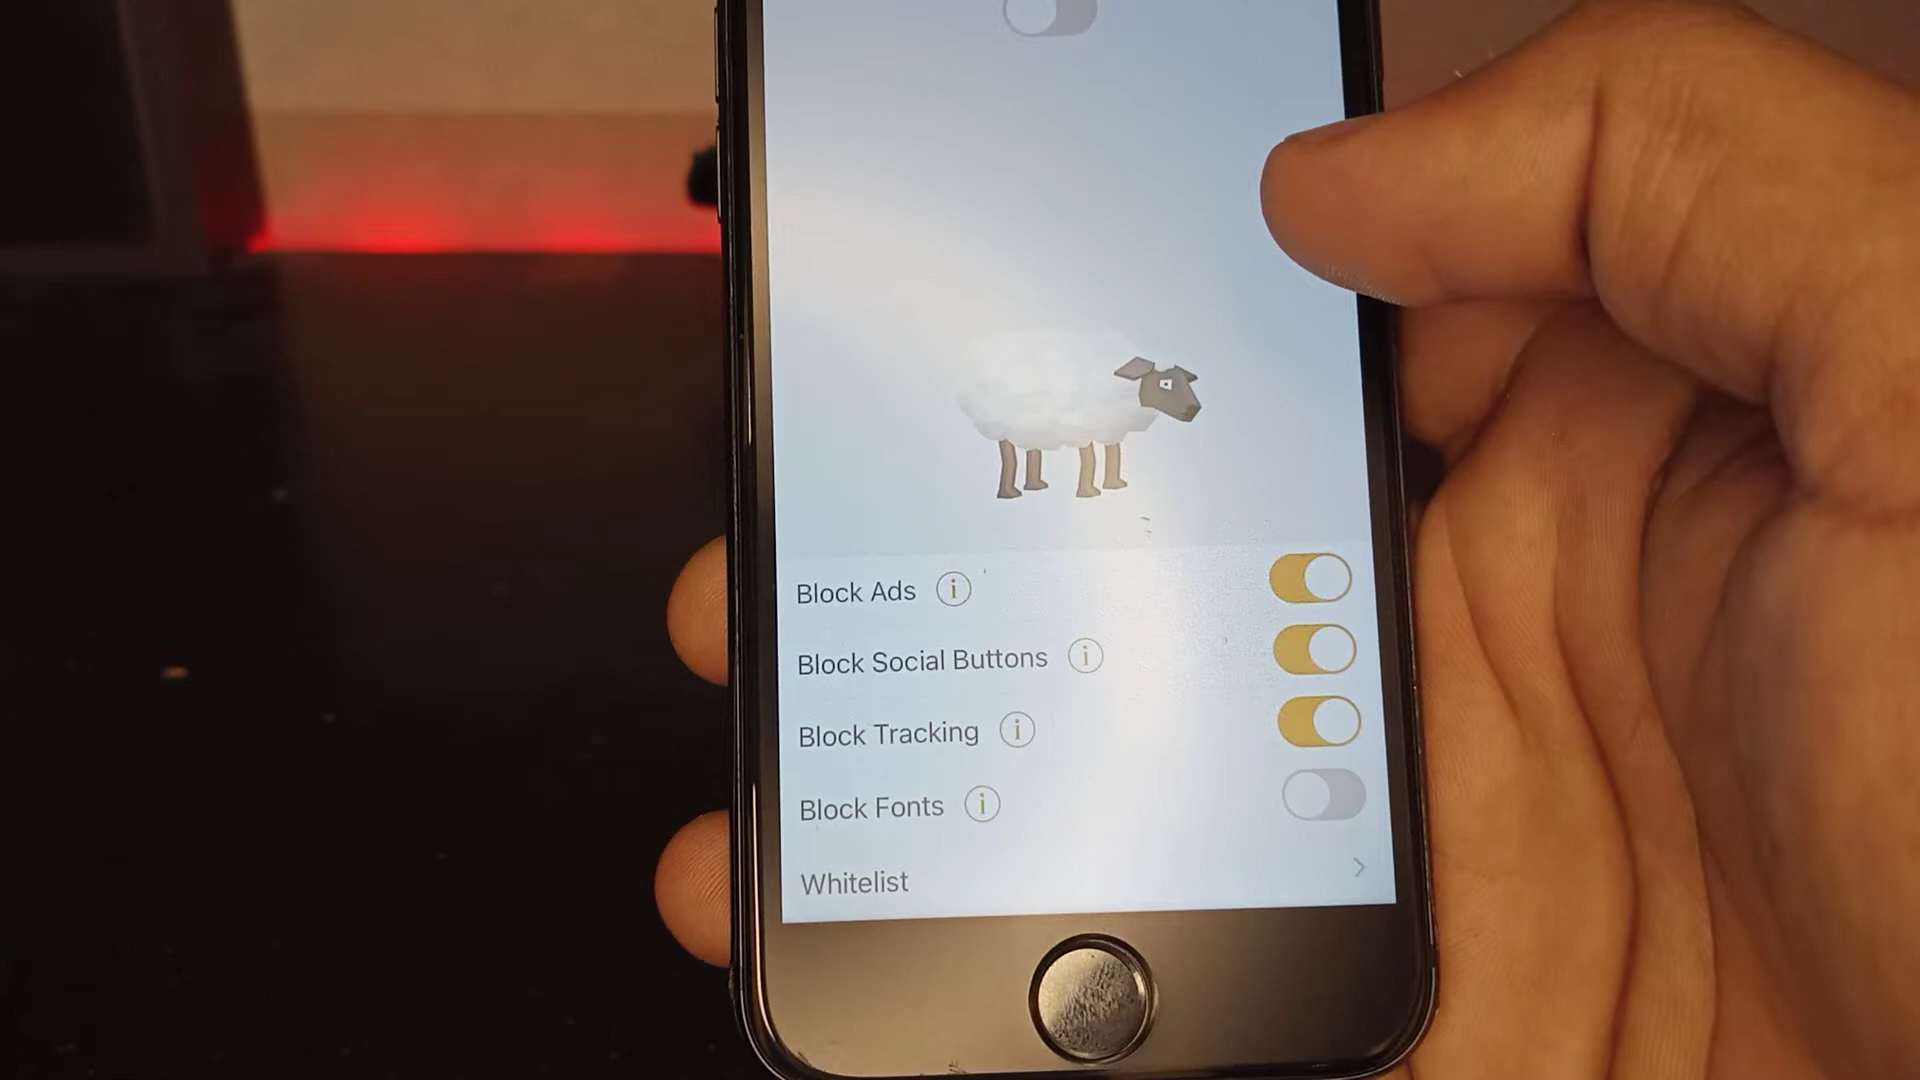 Block Ads i
Block Social Buttons i
Block Tracking i
Block Fonts i
Whitelist